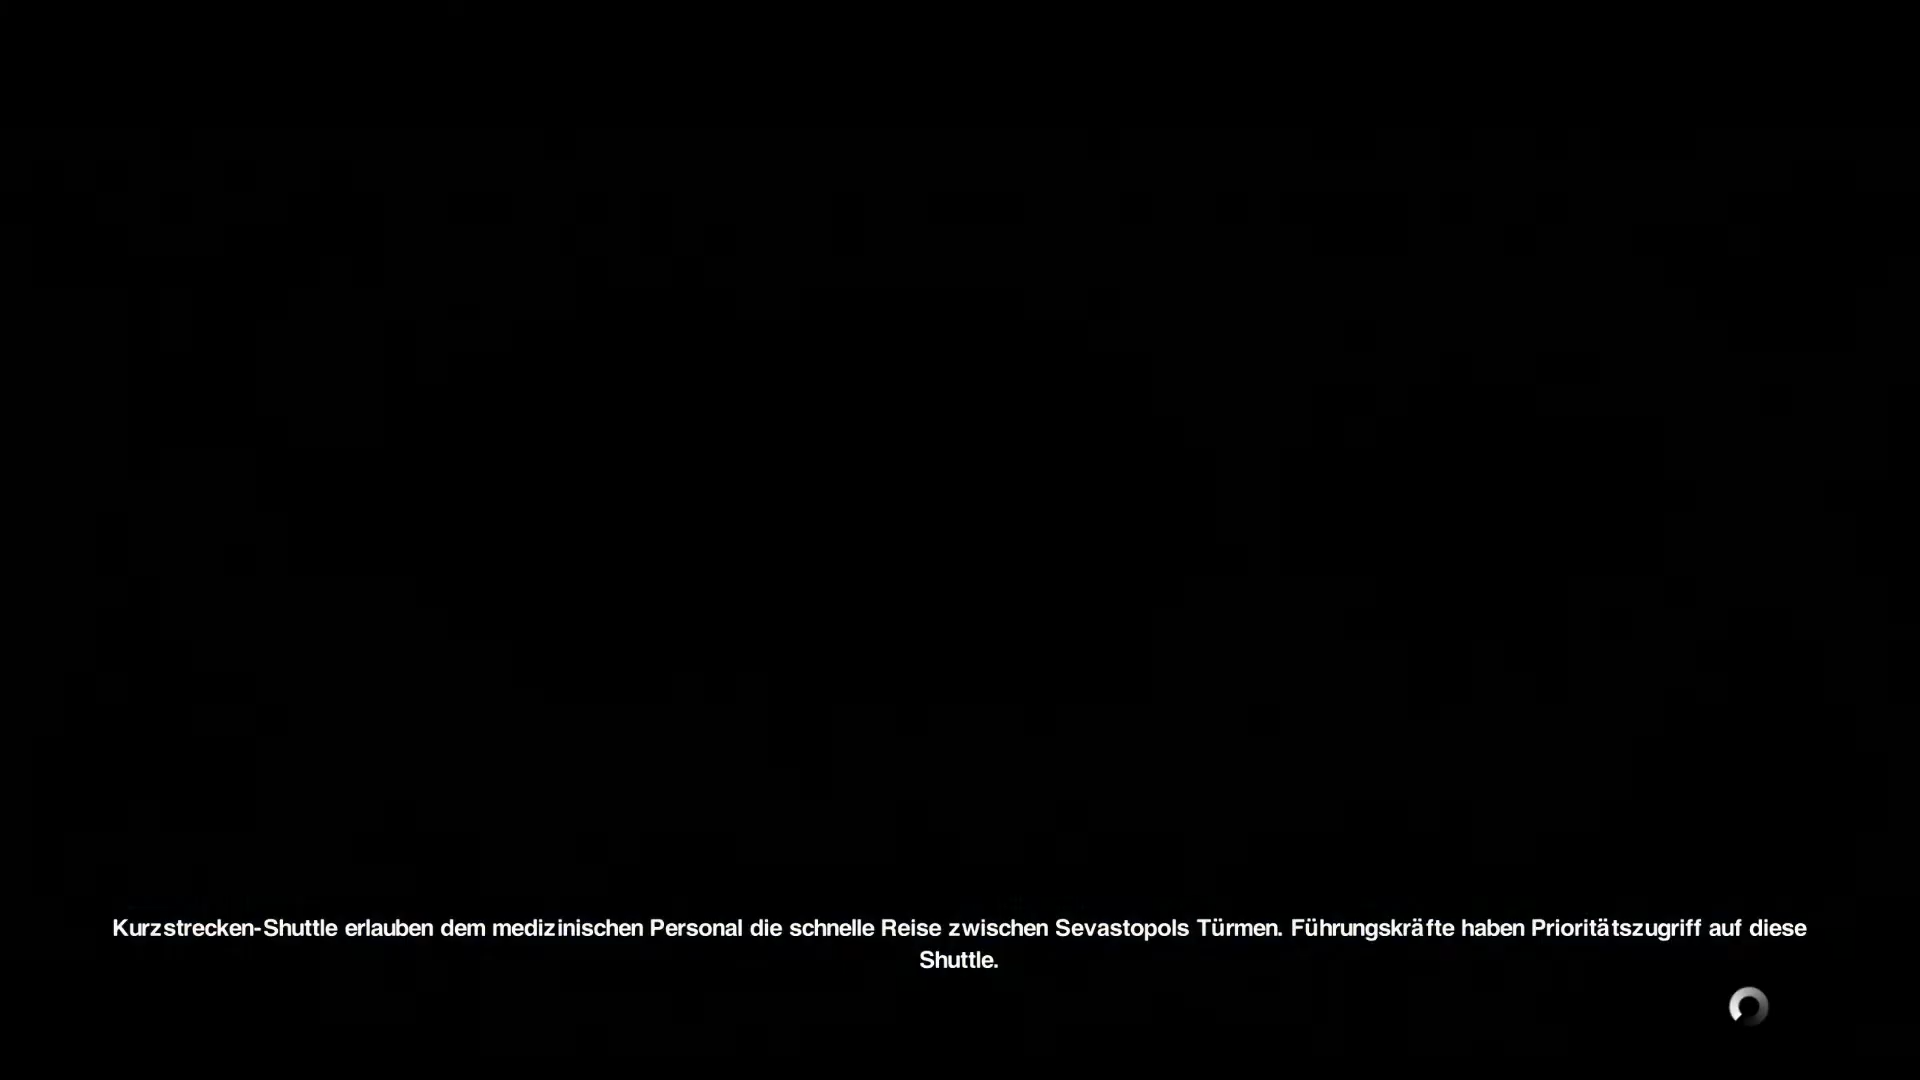 Kurzstrecken-Shuttle erlauben dem medizinischen Personal die schnelle Reise zwischen Sevastopols Türmen. Führungskräfte haben Prioritätszugriff auf diese
Shuttle.